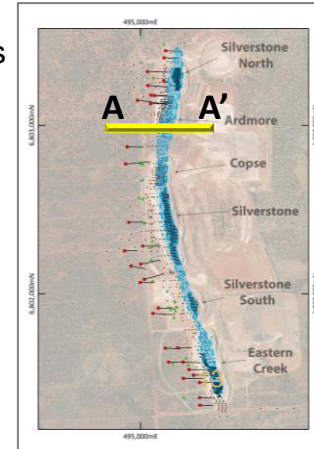 s
495,000mE
Silverstone
North
A A’
Ardmore
6,803,000mN
Copse
Silverstone
6,802,000mN
Silverstone
South
Eastern
Creek
13
495,000mE